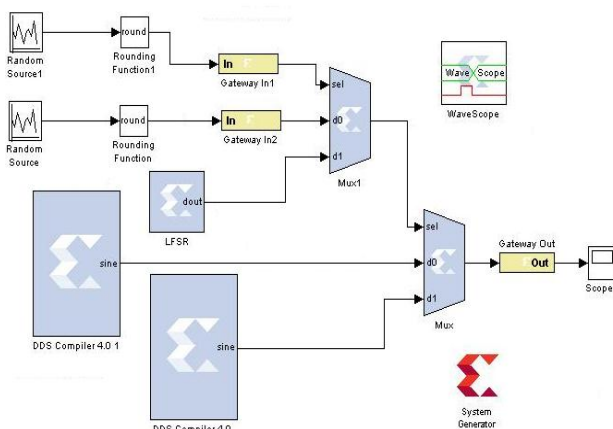 Random
Source1
round
Rounding
Function1
In
Gateway In1
sel
d0
d1
Mux1
Wave Scope
WaveScope
Random
Source
round
Rounding
Function
In
Gateway In2
dout
LFSR
sine
DDS Compiler 4.0 1
sel
d0
d1
Mux
Gateway Out
Out
Scope
sine
DDS Compiler 4.0
System
Generator